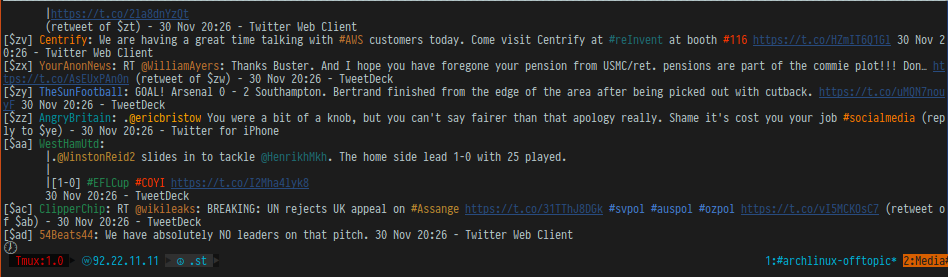 |https://t.co/2la8dnYzQt
(retweet of $zt) - 30 Nov 20:26 - Twitter Web Client
[$zv] Centrify: We are having a great time talking with #AWS customers today. Come visit Centrify at #reInvent at booth #116 https://t.co/HZmIT6Q1Gl 30 Nov 2
0:26 - Twitter Web Client
[$zx] YourAnonNews: RT @WilliamAyers: Thanks Buster. And I hope you have foregone your pension from USMC/ret. pensions are part of the commie plot!!! Don… ht
tps://t.co/AsEUxPAn0n (retweet of $zw) - 30 Nov 20:26 - TweetDeck
[$zy] TheSunFootball: GOAL! Arsenal 0 - 2 Southampton. Bertrand finished from the edge of the area after being picked out with cutback. https://t.co/uMQN7nou
yF 30 Nov 20:26 - TweetDeck
[$zz] AngryBritain: .@ericbristow You were a bit of a knob, but you can't say fairer than that apology really. Shame it's cost you your job #socialmedia (rep
ly to $ye) - 30 Nov 20:26 - Twitter for iPhone
[$aa] WestHamUtd:
|.@WinstonReid2 slides in to tackle @HenrikhMkh. The home side lead 1-0 with 25 played.
|
|[1-0] #EFLCup #COYI https://t.co/I2Mha4lyk8
30 Nov 20:26 - TweetDeck
[$ac] ClipperChip: RT @wikileaks: BREAKING: UN rejects UK appeal on #Assange https://t.co/31TThJ8DGk #svpol #auspol #ozpol https://t.co/vI5MCKOsC7 (retweet o
f $ab) - 30 Nov 20:26 - TweetDeck
[$ad] 54Beats44: We have absolutely NO leaders on that pitch. 30 Nov 20:26 - Twitter Web Client
Tmux:1.0 92.22.11.11 .st 1:#archlinux-offtopic* 2:Media